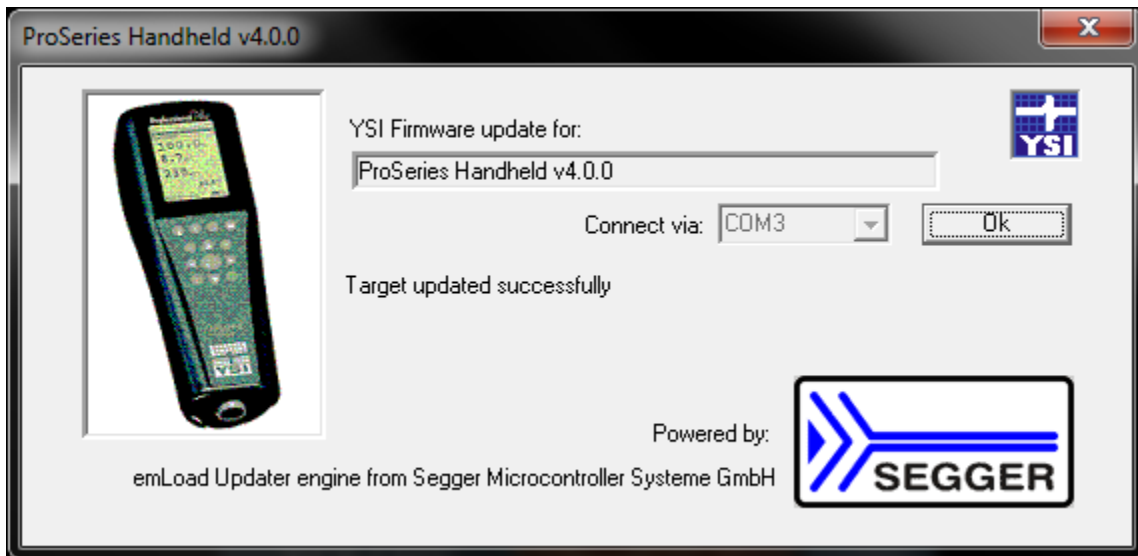 ProSeries Handheld v4.0.0
YSI Firmware update for:
YSI
ProSeries Handheld v4.0.0
Connect via: COM3 Ok
Target updated successfully
Powered by:
SEGGER
emLoad Updater engine from Segger Microcontroller Systeme GmbH